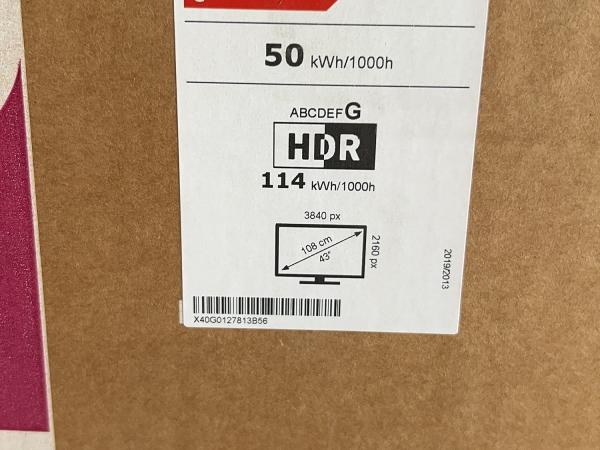 50 kWh/1000h
ABCDEFG
HDR
114 kWh/1000h
3840 px
108 cm
43"
2160 px
2019/2013
X40G0127813B56